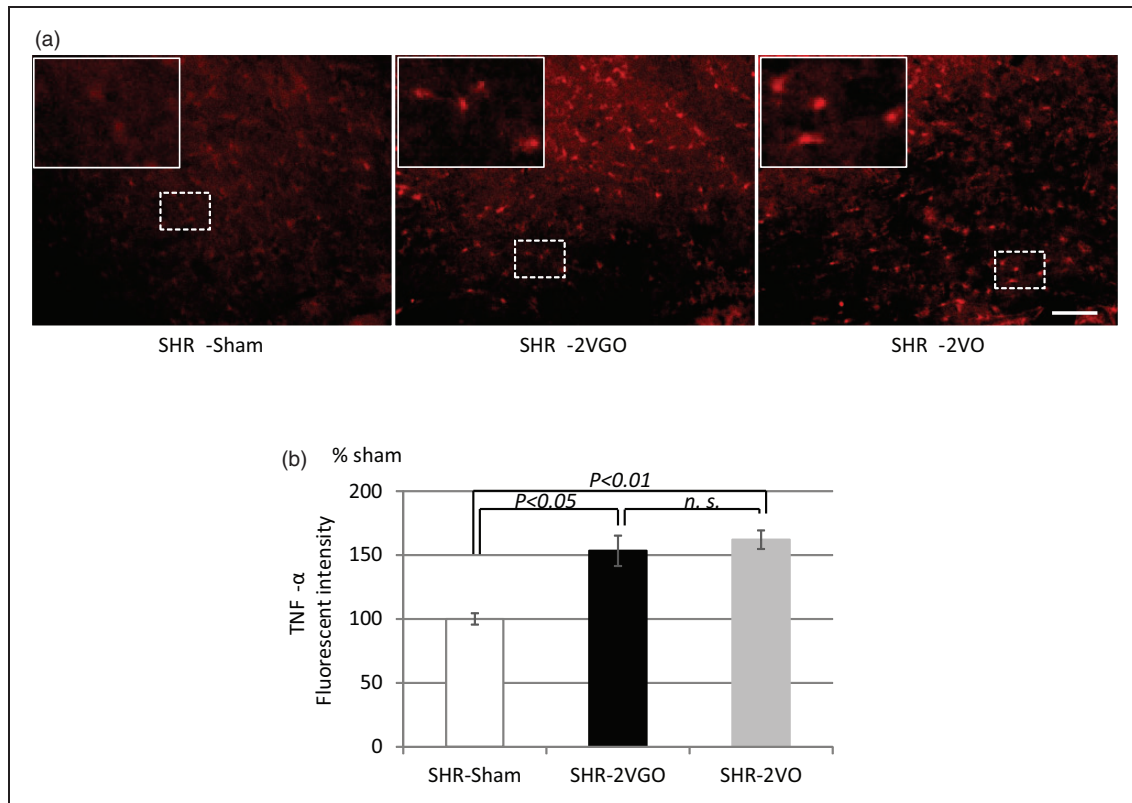 (a)
SHR -Sham
SHR -2VGO
SHR -2VO
(b)
% sham
TNF -α
Fluorescent intensity
200
150
100
50
0
P<0.01
P<0.05
n. s.
SHR-Sham
SHR-2VGO
SHR-2VO